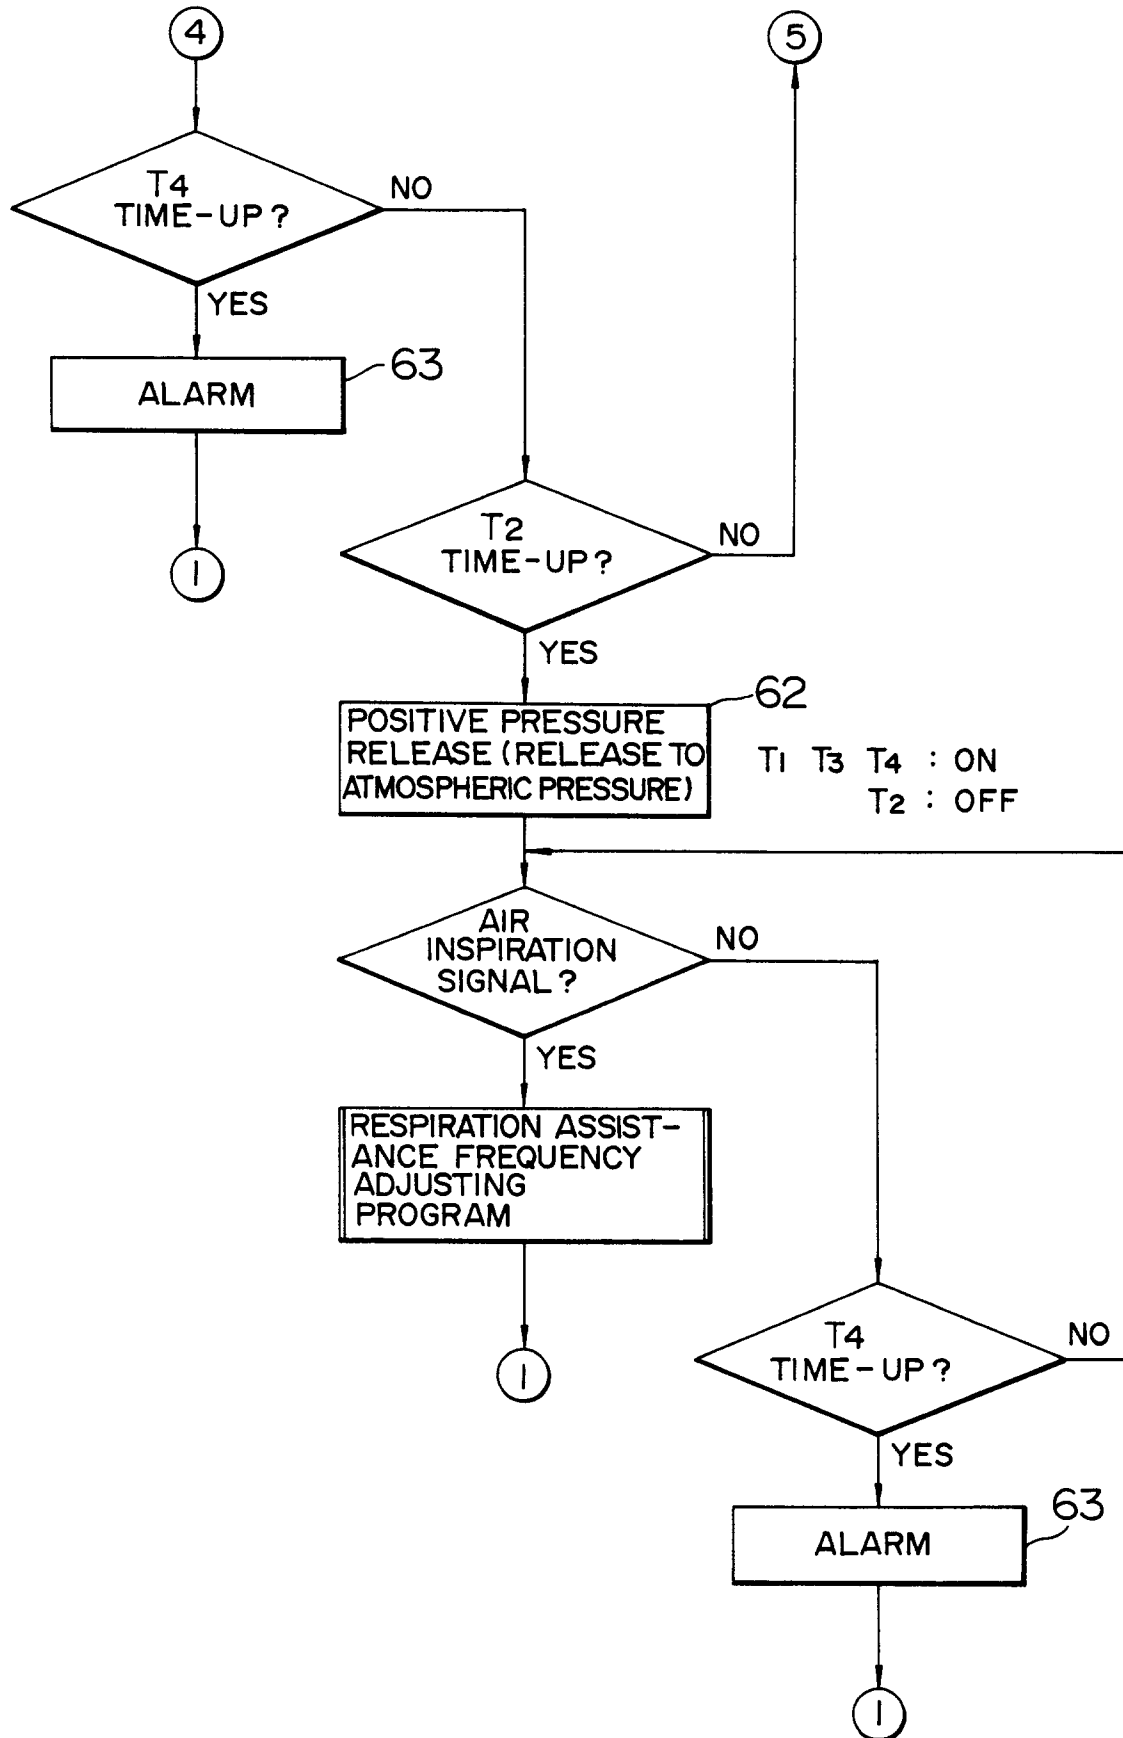 4
5
T4
TIME-UP?
NO
YES
63
ALARM
1
T2
TIME-UP?
NO
YES
62
POSITIVE PRESSURE
RELEASE (RELEASE TO
ATMOSPHERIC PRESSURE)
T1 T3 T4 : ON
T2 : OFF
AIR
INSPIRATION
SIGNAL?
NO
YES
RESPIRATION ASSIST-
ANCE FREQUENCY
ADJUSTING
PROGRAM
1
T4
TIME-UP?
NO
YES
63
ALARM
1